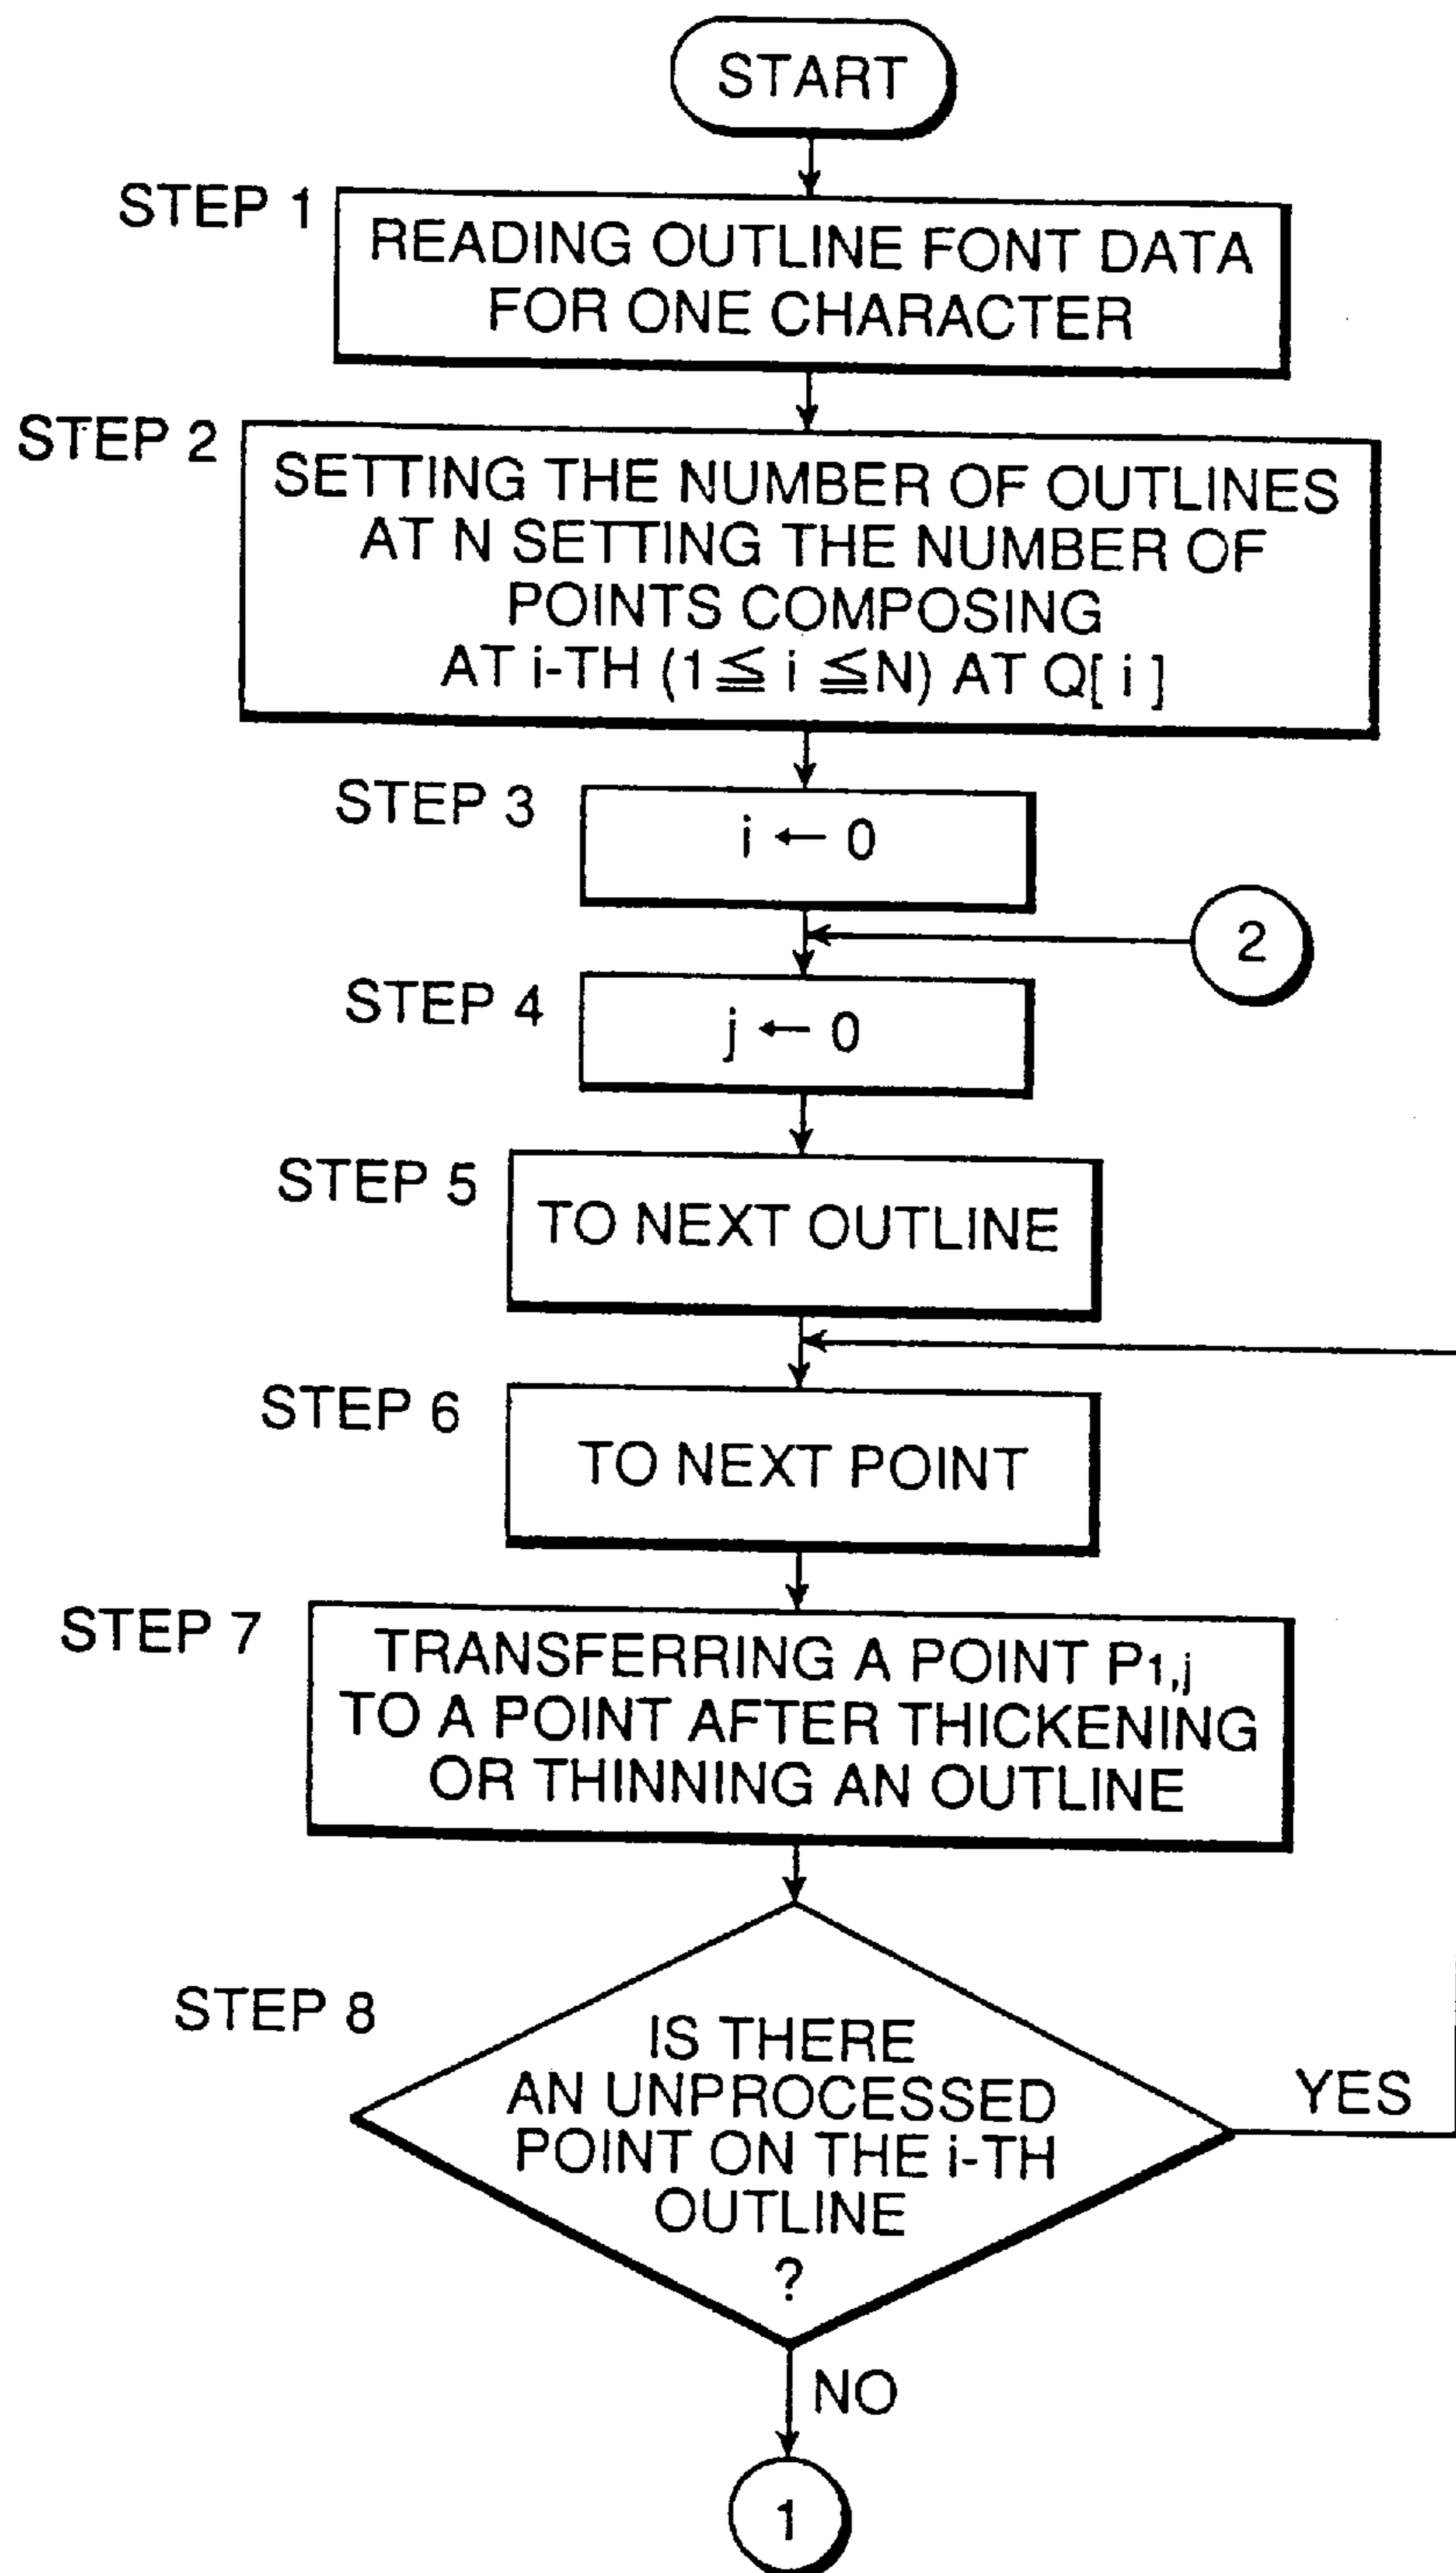 START
STEP 1
READING OUTLINE FONT DATA
FOR ONE CHARACTER
STEP 2
SETTING THE NUMBER OF OUTLINES
AT N SETTING THE NUMBER OF
POINTS COMPOSING
AT i-TH (1≦ i ≦N) AT Q[ i ]
STEP 3
i ← 0
2
STEP 4
j ← 0
STEP 5
TO NEXT OUTLINE
STEP 6
TO NEXT POINT
STEP 7
TRANSFERRING A POINT P1,j
TO A POINT AFTER THICKENING
OR THINNING AN OUTLINE
STEP 8
IS THERE
AN UNPROCESSED
POINT ON THE i-TH
OUTLINE
?
YES
NO
1